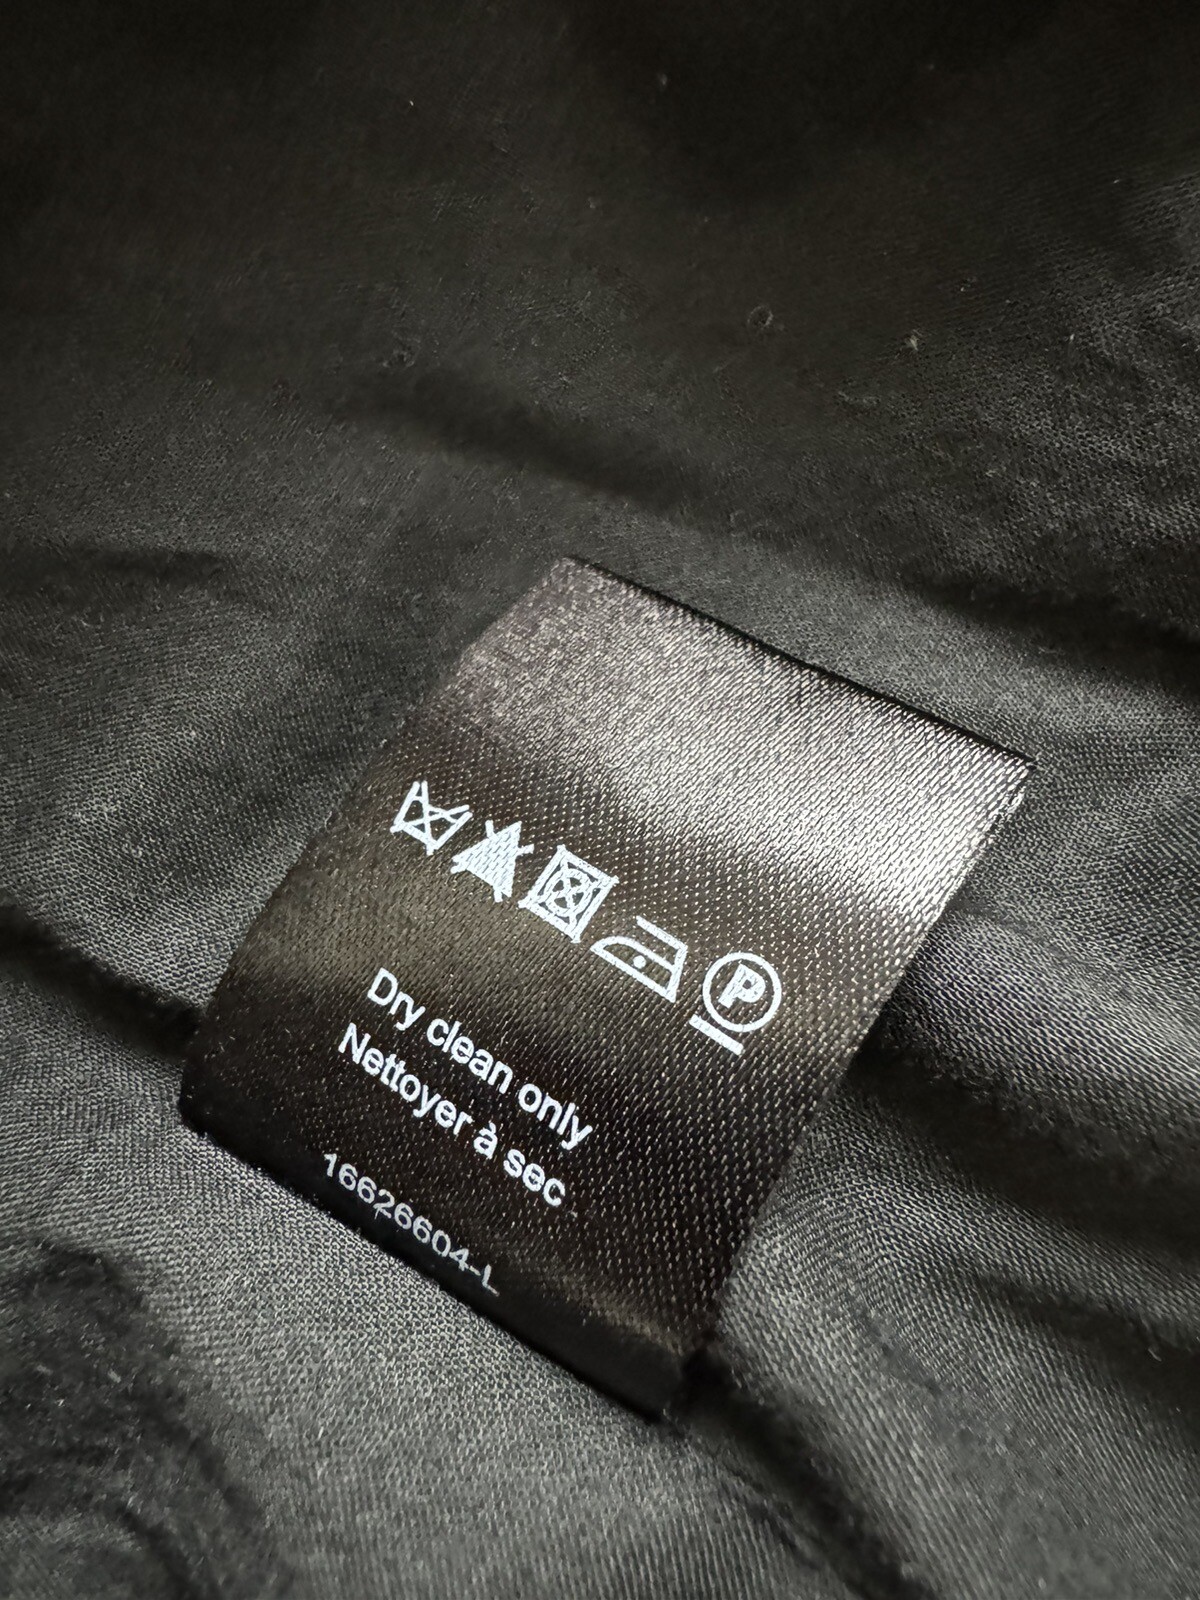 P
Dry clean only
Nettoyer à sec
16626604-L